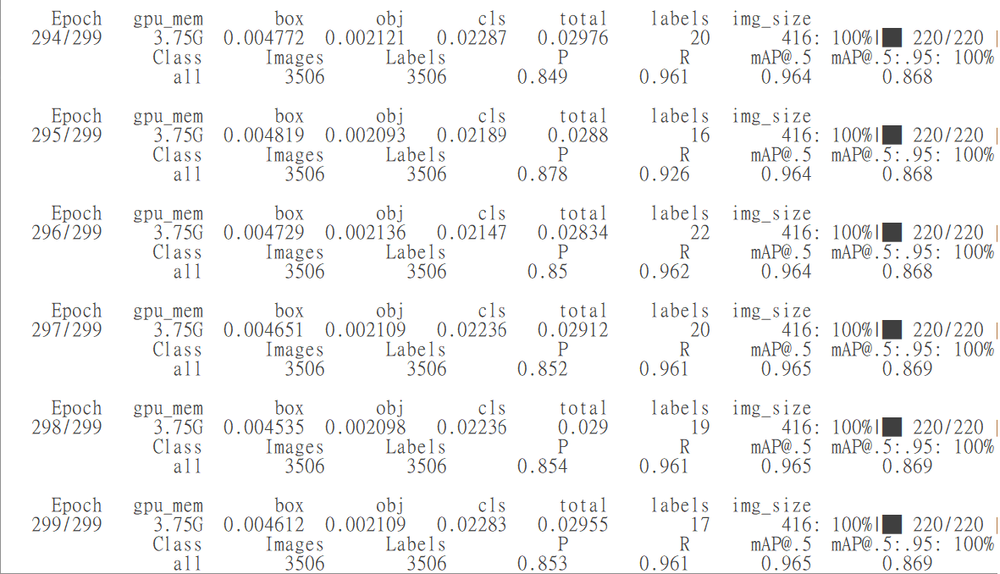 Epoch gpu_mem box obj cls total labels img_size
294/299 3.75G 0.004772 0.002121 0.02287 0.02976 20 416: 100%|██ 220/220 |
Class Images Labels P R mAP@.5 mAP@.5:.95: 100%
all 3506 3506 0.849 0.961 0.964 0.868
Epoch gpu_mem box obj cls total labels img_size
295/299 3.75G 0.004819 0.002093 0.02189 0.0288 16 416: 100%|██ 220/220 |
Class Images Labels P R mAP@.5 mAP@.5:.95: 100%
all 3506 3506 0.878 0.926 0.964 0.868
Epoch gpu_mem box obj cls total labels img_size
296/299 3.75G 0.004729 0.002136 0.02147 0.02834 22 416: 100%|██ 220/220 |
Class Images Labels P R mAP@.5 mAP@.5:.95: 100%
all 3506 3506 0.85 0.962 0.964 0.868
Epoch gpu_mem box obj cls total labels img_size
297/299 3.75G 0.004651 0.002109 0.02236 0.02912 20 416: 100%|██ 220/220 |
Class Images Labels P R mAP@.5 mAP@.5:.95: 100%
all 3506 3506 0.852 0.961 0.965 0.869
Epoch gpu_mem box obj cls total labels img_size
298/299 3.75G 0.004535 0.002098 0.02236 0.029 19 416: 100%|██ 220/220 |
Class Images Labels P R mAP@.5 mAP@.5:.95: 100%
all 3506 3506 0.854 0.961 0.965 0.869
Epoch gpu_mem box obj cls total labels img_size
299/299 3.75G 0.004612 0.002109 0.02283 0.02955 17 416: 100%|██ 220/220 |
Class Images Labels P R mAP@.5 mAP@.5:.95: 100%
all 3506 3506 0.853 0.961 0.965 0.869